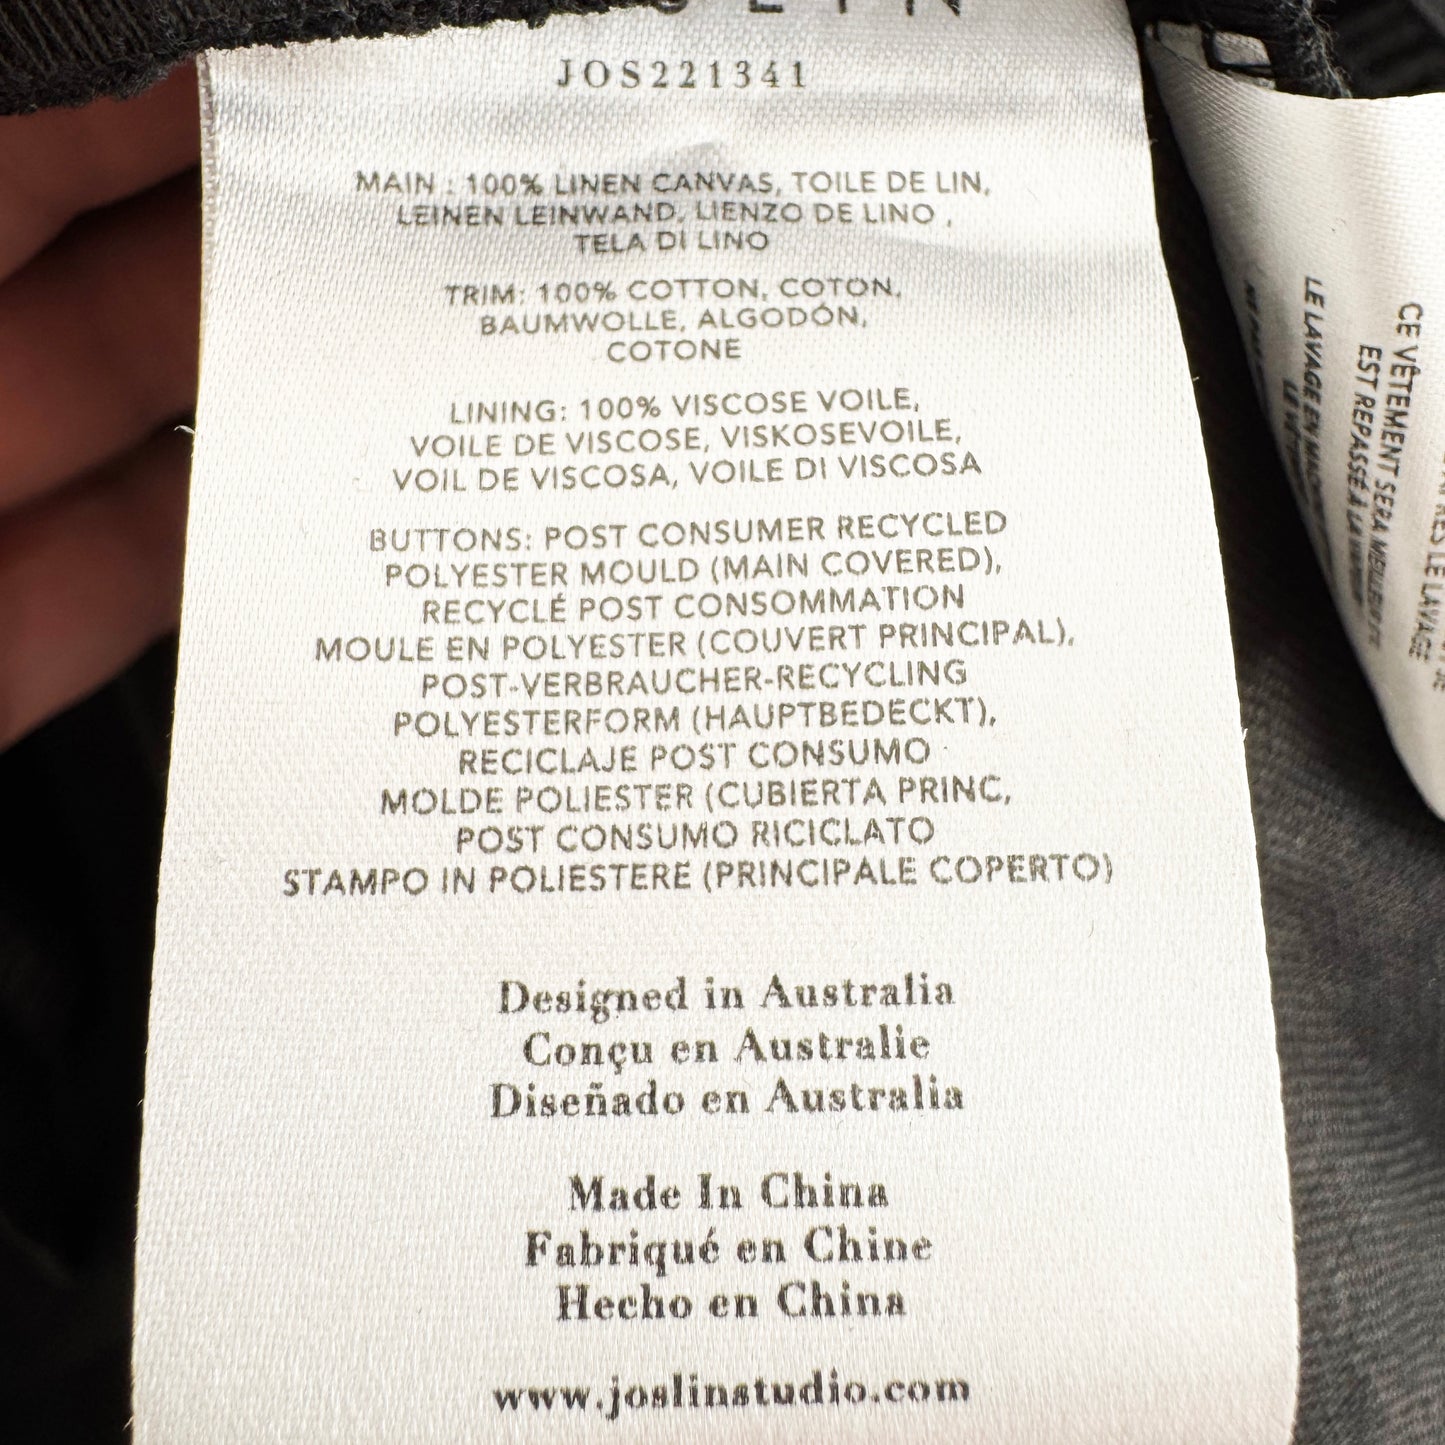 JOS221341
MAIN : 100% LINEN CANVAS, TOILE DE LIN,
LEINEN LEINWAND, LIENZO DE LINO ,
TELA DI LINO
TRIM: 100% COTTON, COTON,
BAUMWOLLE, ALGODÓN,
COTONE
LINING: 100% VISCOSE VOILE,
VOILE DE VISCOSE, VISKOSEVOILE,
VOIL DE VISCOSA, VOILE DI VISCOSA
BUTTONS: POST CONSUMER RECYCLED
POLYESTER MOULD (MAIN COVERED),
RECYCLÉ POST CONSOMMATION
MOULE EN POLYESTER (COUVERT PRINCIPAL),
POST-VERBRAUCHER-RECYCLING
POLYESTERFORM (HAUPTBEDECKT),
RECICLAJE POST CONSUMO
MOLDE POLIESTER (CUBIERTA PRINC,
POST CONSUMO RICICLATO
STAMPO IN POLIESTERE (PRINCIPALE COPERTO)
Designed in Australia
Conçu en Australie
Diseñado en Australia
Made In China
Fabriqué en Chine
Hecho en China
www.joslinstudio.com
LE LAVAGE EN
CE VÊTEMENT SERA MEILLEUR
EST REPASSÉ À LA
LE LAVAGE